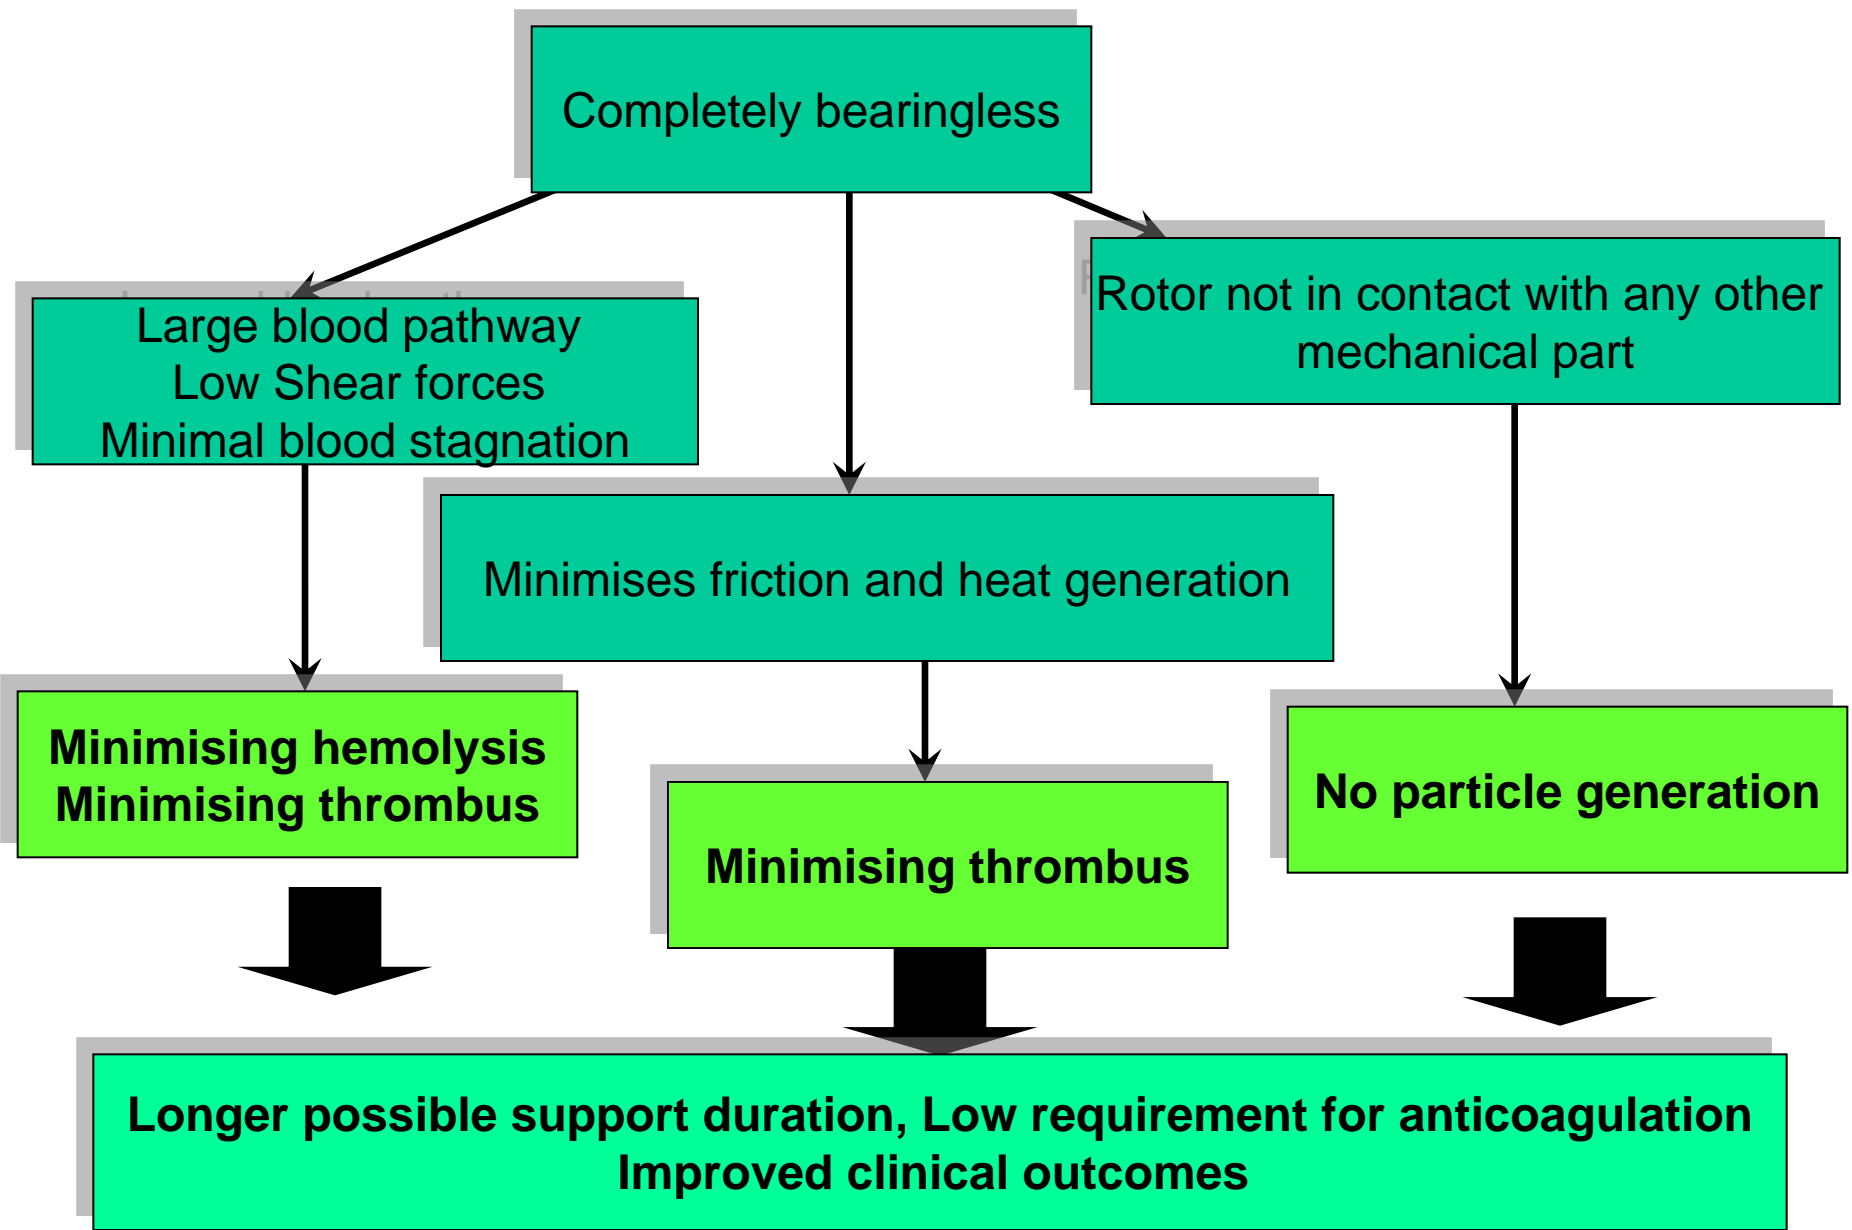 Completely bearingless
Rotor not in contact with any other
mechanical part
Large blood pathway
Low Shear forces
Minimal blood stagnation
Minimises friction and heat generation
Minimising hemolysis
Minimising thrombus
Minimising thrombus
No particle generation
Longer possible support duration, Low requirement for anticoagulation
Improved clinical outcomes